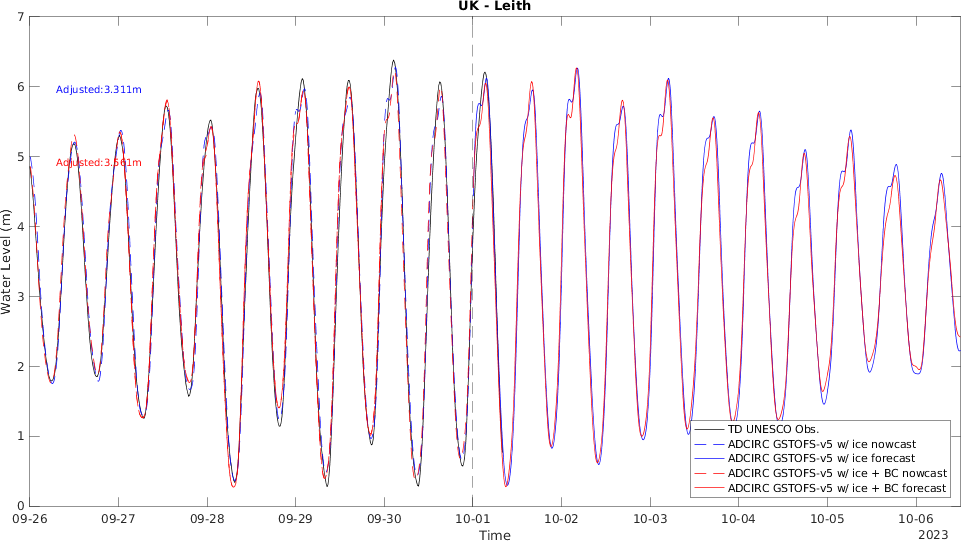 UK - Leith
7
6
5
4
3
2
1
0
Water Level (m)
Adjusted:3.311m
Adjusted:3.561m
TD UNESCO Obs.
ADCIRC GSTOFS-v5 w/ ice nowcast
ADCIRC GSTOFS-v5 w/ ice forecast
ADCIRC GSTOFS-v5 w/ ice + BC nowcast
ADCIRC GSTOFS-v5 w/ ice + BC forecast
09-26 09-27 09-28 09-29 09-30 10-01 10-02 10-03 10-04 10-05 10-06
Time
2023